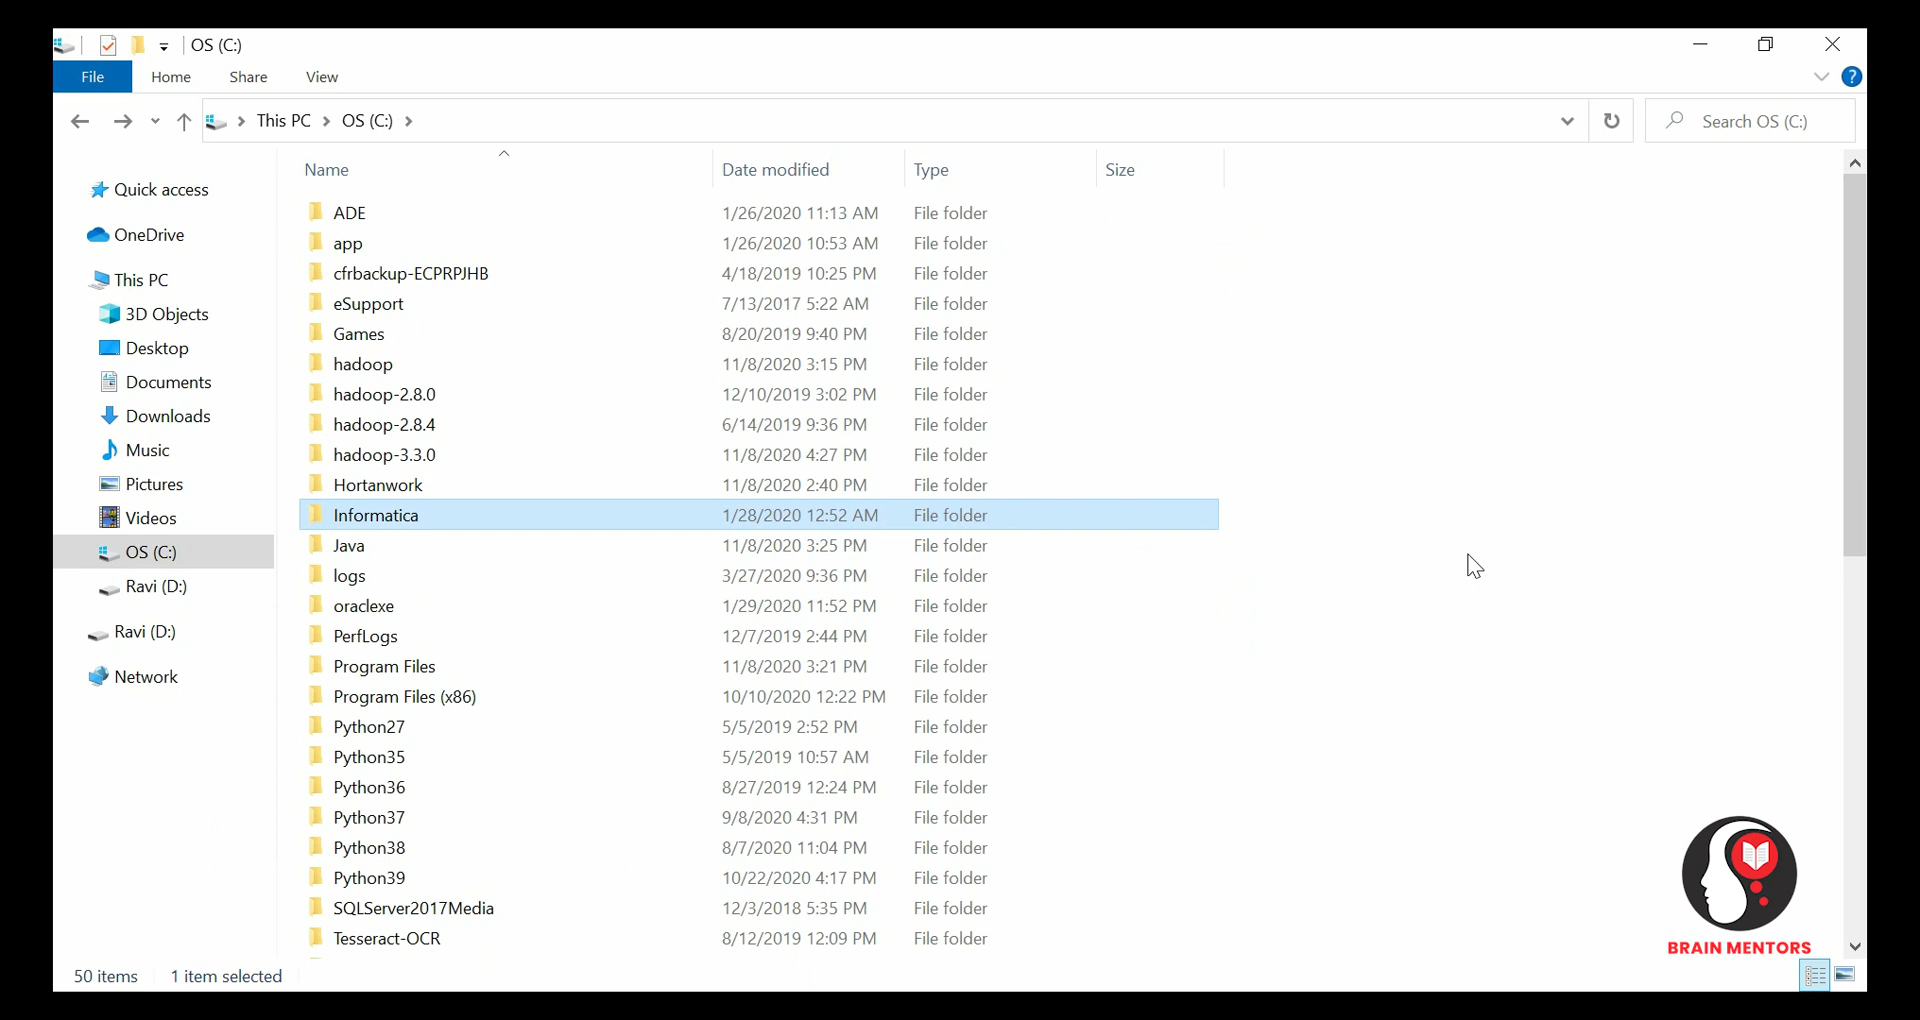 OS (C:)
File Home Share View
This PC OS (C:) Search OS (C:)
Name Date modified Type Size
Quick access
OneDrive
This PC
3D Objects
Desktop
Documents
Downloads
Music
Pictures
Videos
OS (C:)
Ravi (D:)
Ravi (D:)
Network
ADE 1/26/2020 11:13 AM File folder
app 1/26/2020 10:53 AM File folder
cfrbackup-ECPRPJHB 4/18/2019 10:25 PM File folder
eSupport 7/13/2017 5:22 AM File folder
Games 8/20/2019 9:40 PM File folder
hadoop 11/8/2020 3:15 PM File folder
hadoop-2.8.0 12/10/2019 3:02 PM File folder
hadoop-2.8.4 6/14/2019 9:36 PM File folder
hadoop-3.3.0 11/8/2020 4:27 PM File folder
Hortanwork 11/8/2020 2:40 PM File folder
Informatica 1/28/2020 12:52 AM File folder
Java 11/8/2020 3:25 PM File folder
logs 3/27/2020 9:36 PM File folder
oraclexe 1/29/2020 11:52 PM File folder
PerfLogs 12/7/2019 2:44 PM File folder
Program Files 11/8/2020 3:21 PM File folder
Program Files (x86) 10/10/2020 12:22 PM File folder
Python27 5/5/2019 2:52 PM File folder
Python35 5/5/2019 10:57 AM File folder
Python36 8/27/2019 12:24 PM File folder
Python37 9/8/2020 4:31 PM File folder
Python38 8/7/2020 11:04 PM File folder
Python39 10/22/2020 4:17 PM File folder
SQLServer2017Media 12/3/2018 5:35 PM File folder
Tesseract-OCR 8/12/2019 12:09 PM File folder
BRAIN MENTORS
50 items 1 item selected